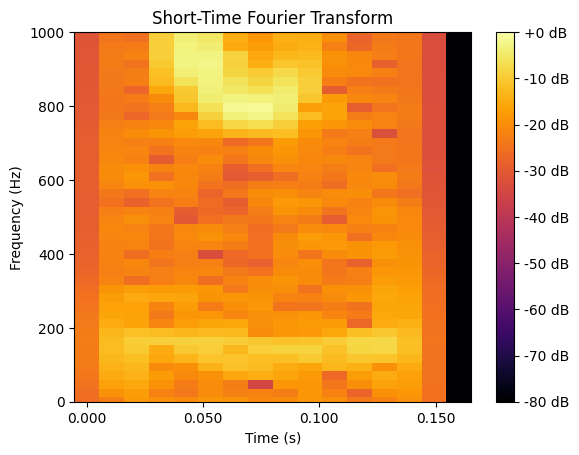 Short-Time Fourier Transform
1000
800
600
400
200
0
Frequency (Hz)
0.000
0.050
0.100
0.150
Time (s)
+0 dB
-10 dB
-20 dB
-30 dB
-40 dB
-50 dB
-60 dB
-70 dB
-80 dB